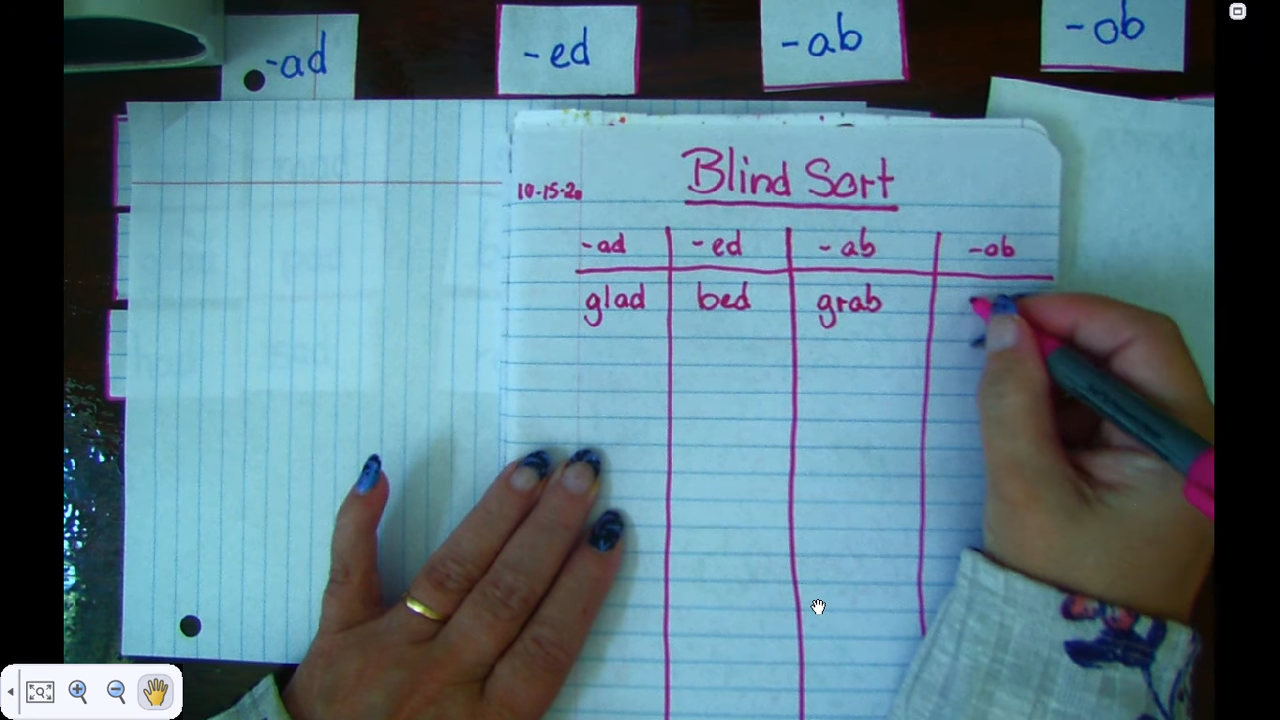 -ad -ed -ab -ob
Blind Sort
10-15-20
-ad -ed -ab -ob
glad bed grab